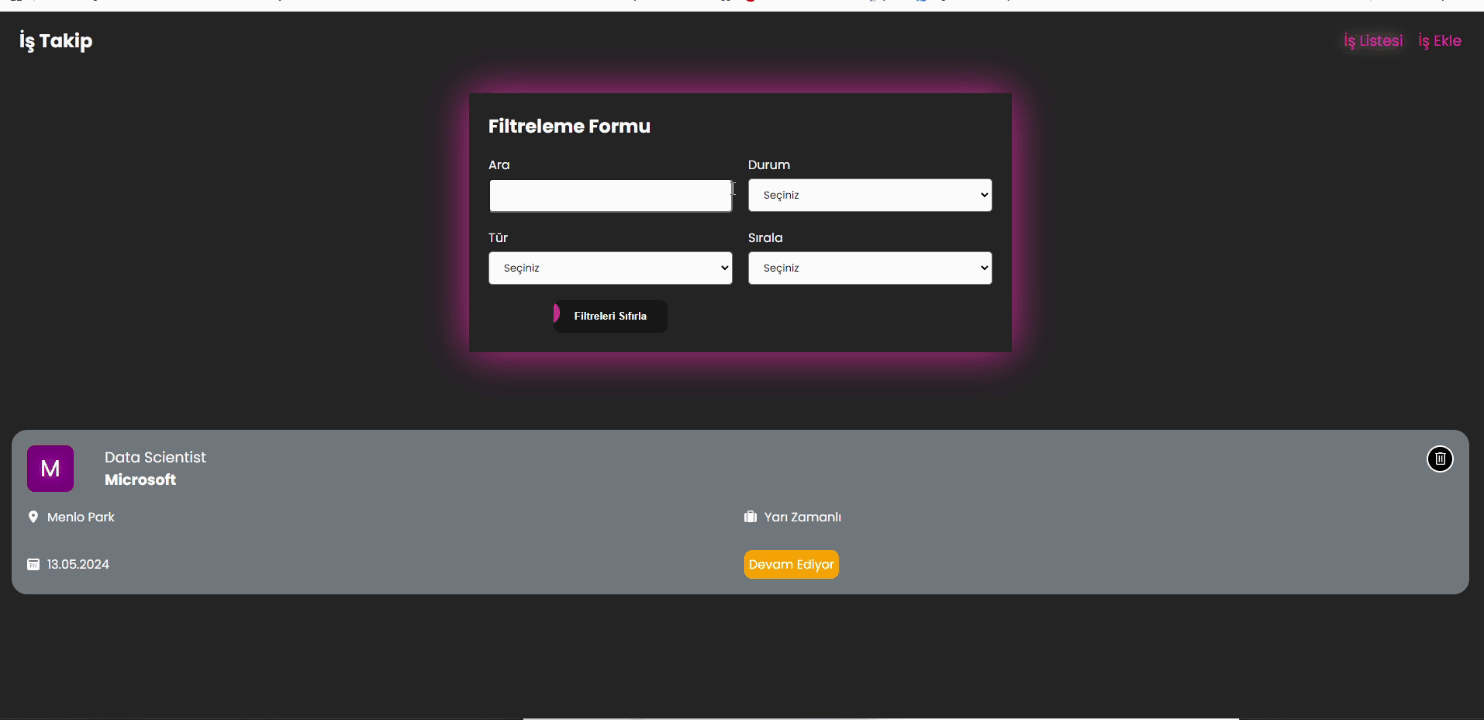 İş Takip
İş Listesi İş Ekle
Filtreleme Formu
Ara
Durum
Seçiniz
Tür
Sırala
Seçiniz
Seçiniz
Filtreleri Sıfırla
M
Data Scientist
Microsoft
Menlo Park
Yarı Zamanlı
13.05.2024
Devam Ediyor